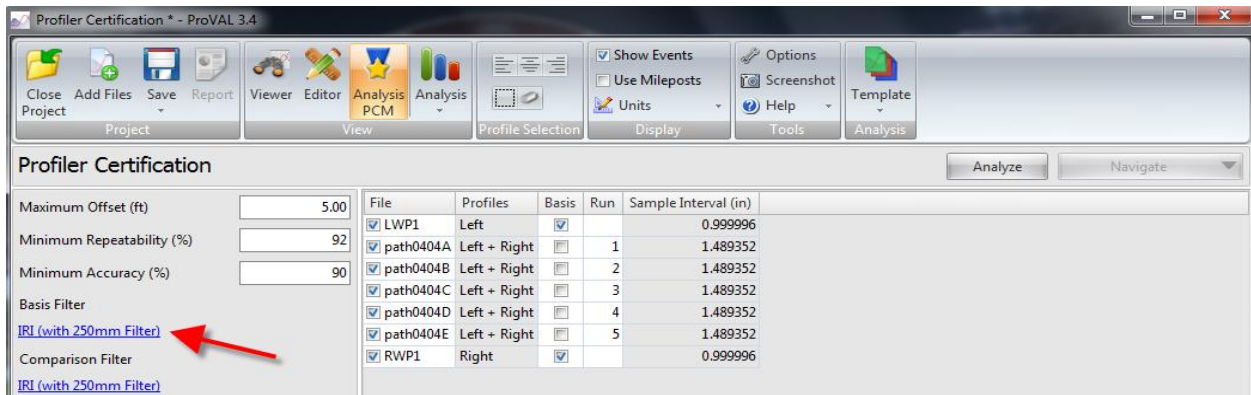 Profiler Certification * - ProVAL 3.4
Close Project Add Files Save Report Viewer Editor Analysis PCM Analysis Show Events Use Mileposts Units Options Screenshot Help Template
Project View Profile Selection Display Tools Analysis
Profiler Certification Analyze Navigate
Maximum Offset (ft) 5.00
Minimum Repeatability (%) 92
Minimum Accuracy (%) 90
Basis Filter
IRI (with 250mm Filter)
Comparison Filter
IRI (with 250mm Filter)
File Profiles Basis Run Sample Interval (in)
LWP1 Left 0.999996
path0404A Left + Right 1 1.489352
path0404B Left + Right 2 1.489352
path0404C Left + Right 3 1.489352
path0404D Left + Right 4 1.489352
path0404E Left + Right 5 1.489352
RWP1 Right 0.999996